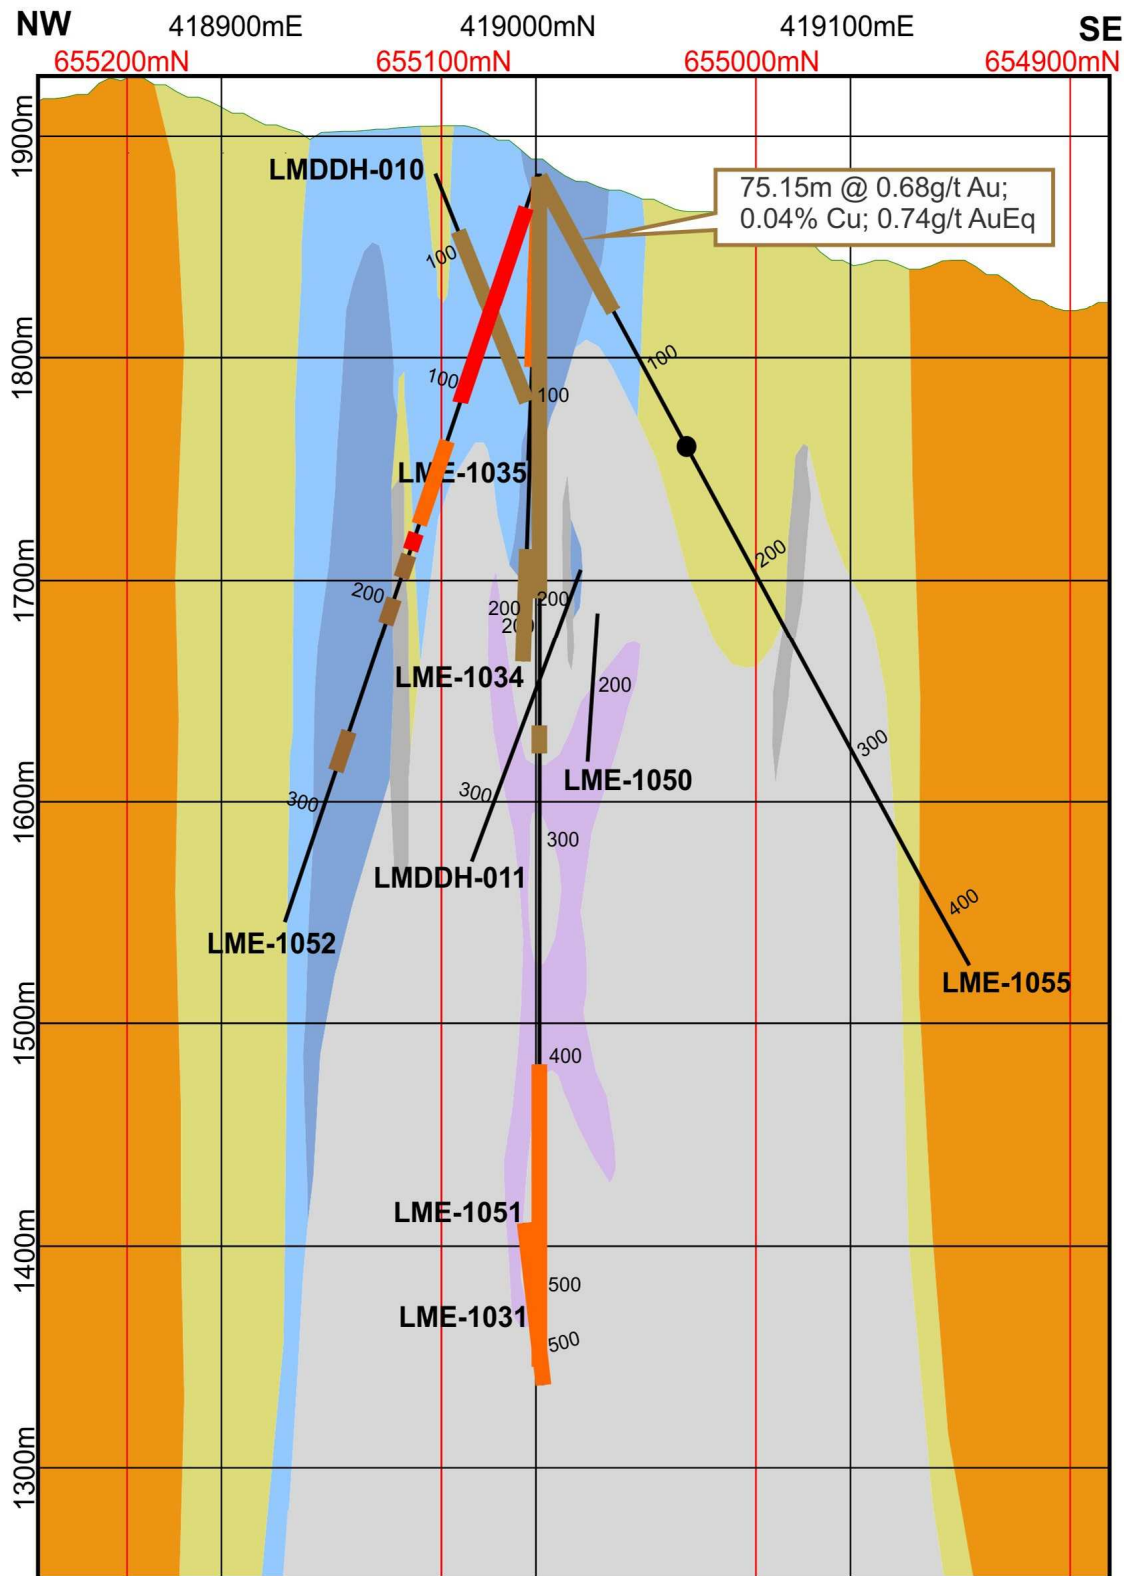 NW 418900mE 419000mN 419100mE SE
655200mN 655100mN 655000mN 654900mN
1900m
LMDDH-010
75.15m @ 0.68g/t Au;
0.04% Cu; 0.74g/t AuEq
100
1800m
100
100
100
LME-1035
200
1700m
200
200
200
200
LME-1034
200
300
LME-1050
300
300
1600m
300
LMDDH-011
400
LME-1052
LME-1055
1500m
400
LME-1051
1400m
500
LME-1031
500
1300m